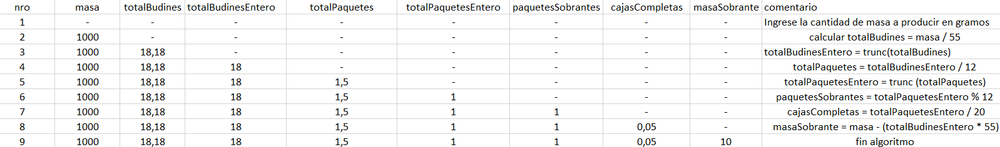 nro masa totalBudines totalBudinesEntero totalPaquetes totalPaquetesEntero paquetesSobrantes cajasCompletas masaSobrante comentario
1 - - - - - - - - Ingrese la cantidad de masa a producir en gramos
2 1000 - - - - - - - calcular totalBudines = masa / 55
3 1000 18,18 - - - - - - totalBudinesEntero = trunc(totalBudines)
4 1000 18,18 18 - - - - - totalPaquetes = totalBudinesEntero / 12
5 1000 18,18 18 1,5 - - - - totalPaquetesEntero = trunc (totalPaquetes)
6 1000 18,18 18 1,5 1 - - - paquetesSobrantes = totalPaquetesEntero % 12
7 1000 18,18 18 1,5 1 1 - - cajasCompletas = totalPaquetesEntero / 20
8 1000 18,18 18 1,5 1 1 0,05 - masaSobrante = masa - (totalBudinesEntero * 55)
9 1000 18,18 18 1,5 1 1 0,05 10 fin algoritmo